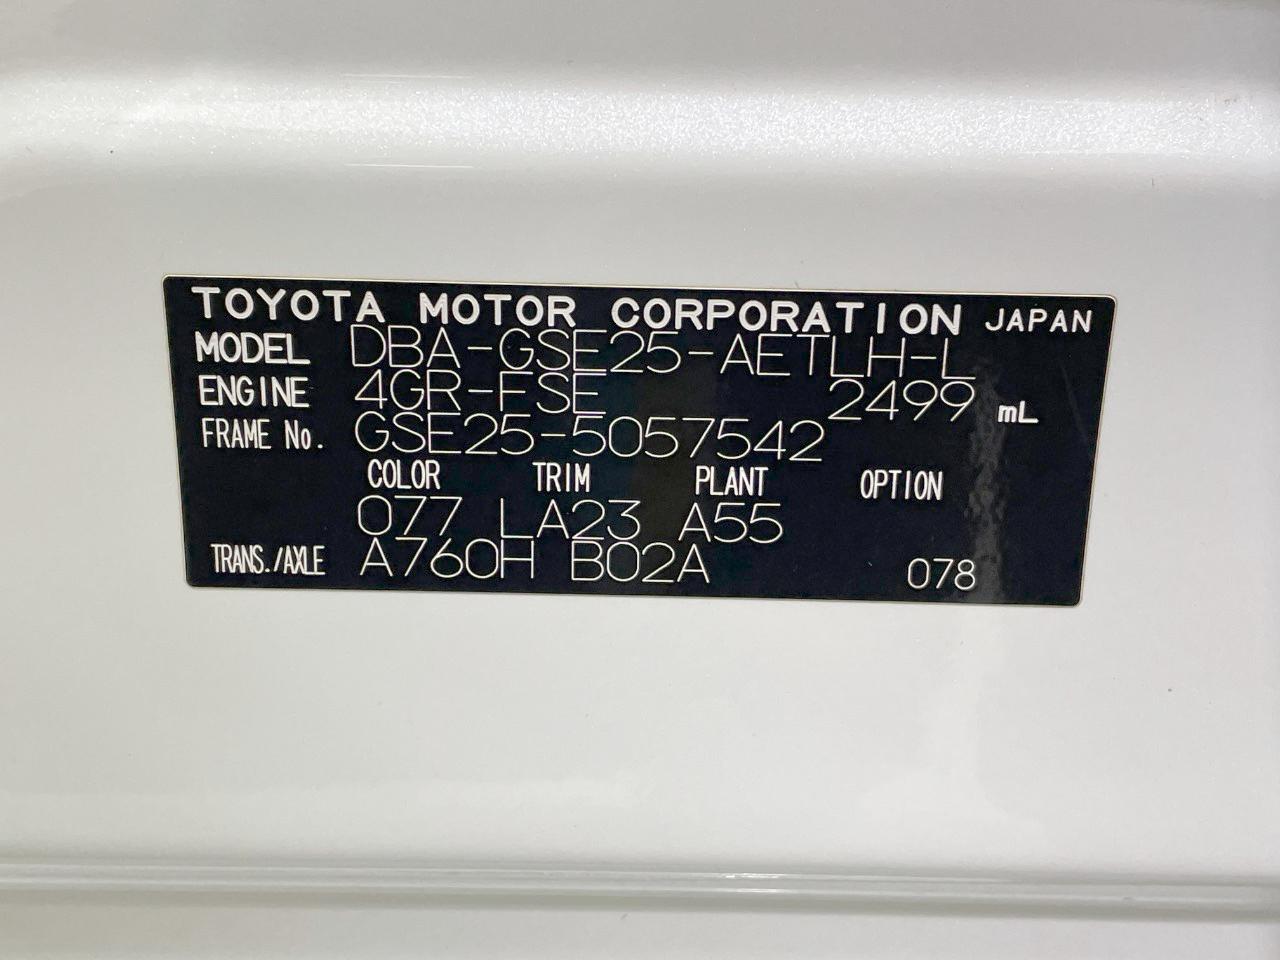 TOYOTA MOTOR CORPORATION JAPAN
MODEL DBA-GSE25-AETLH-L
ENGINE 4GR-FSE 2499 mL
FRAME No. GSE25-5057542
COLOR TRIM PLANT OPTION
077 LA23 A55
TRANS./AXLE A760H B02A 078